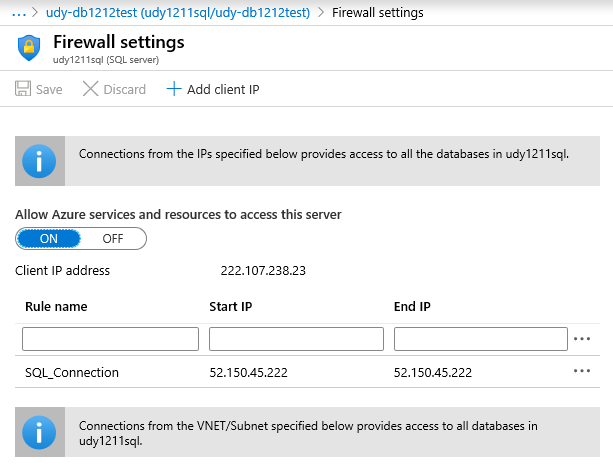 ... > udy-db1212test (udy1211sql/udy-db1212test) > Firewall settings
Firewall settings
udy1211sql (SQL server)
Save Discard + Add client IP
Connections from the IPs specified below provides access to all the databases in udy1211sql.
Allow Azure services and resources to access this server
ON OFF
Client IP address 222.107.238.23
Rule name Start IP End IP
...
SQL_Connection 52.150.45.222 52.150.45.222 ...
Connections from the VNET/Subnet specified below provides access to all databases in
udy1211sql.